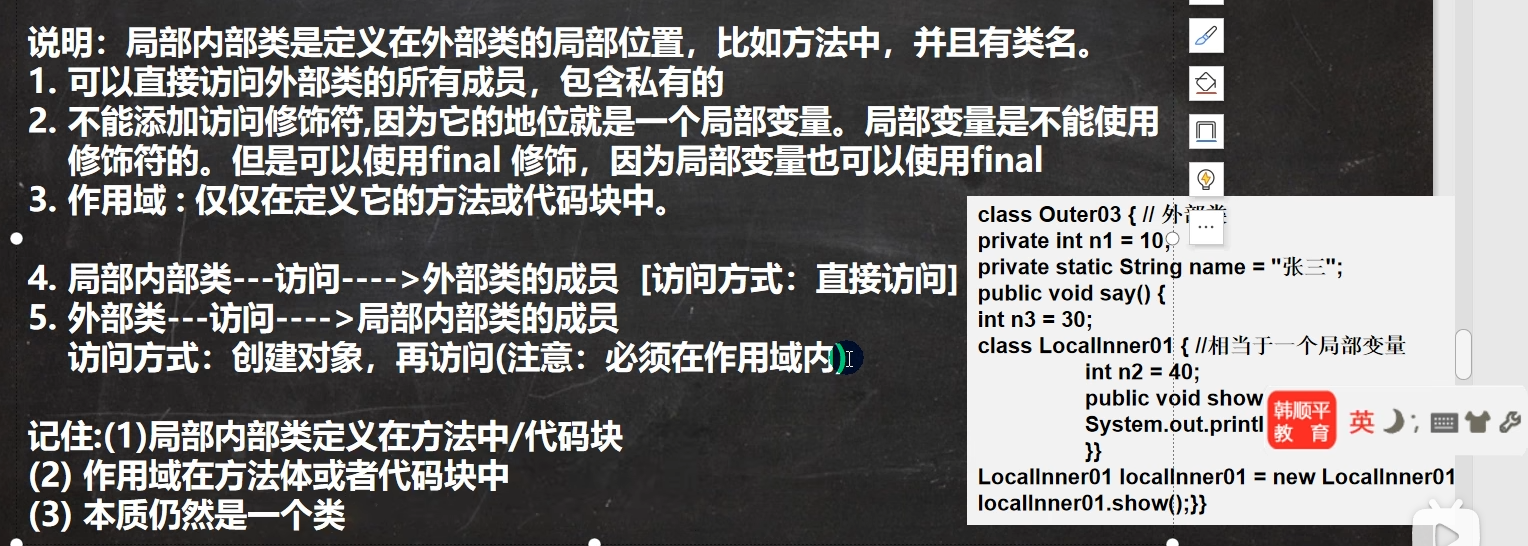 说明：局部内部类是定义在外部类的局部位置，比如方法中，并且有类名。
1. 可以直接访问外部类的所有成员，包含私有的
2. 不能添加访问修饰符,因为它的地位就是一个局部变量。局部变量是不能使用
修饰符的。但是可以使用final 修饰，因为局部变量也可以使用final
3. 作用域 : 仅仅在定义它的方法或代码块中。
4. 局部内部类---访问---->外部类的成员 [访问方式：直接访问]
5. 外部类---访问---->局部内部类的成员
访问方式：创建对象，再访问(注意：必须在作用域内)
记住:(1)局部内部类定义在方法中/代码块
(2) 作用域在方法体或者代码块中
(3) 本质仍然是一个类
class Outer03 { // 外部类
private int n1 = 10;
private static String name = "张三";
public void say() {
int n3 = 30;
class LocalInner01 { //相当于一个局部变量
int n2 = 40;
public void show
System.out.printl
}}
LocalInner01 localInner01 = new LocalInner01
localInner01.show();}}
韩顺平
教 育
英